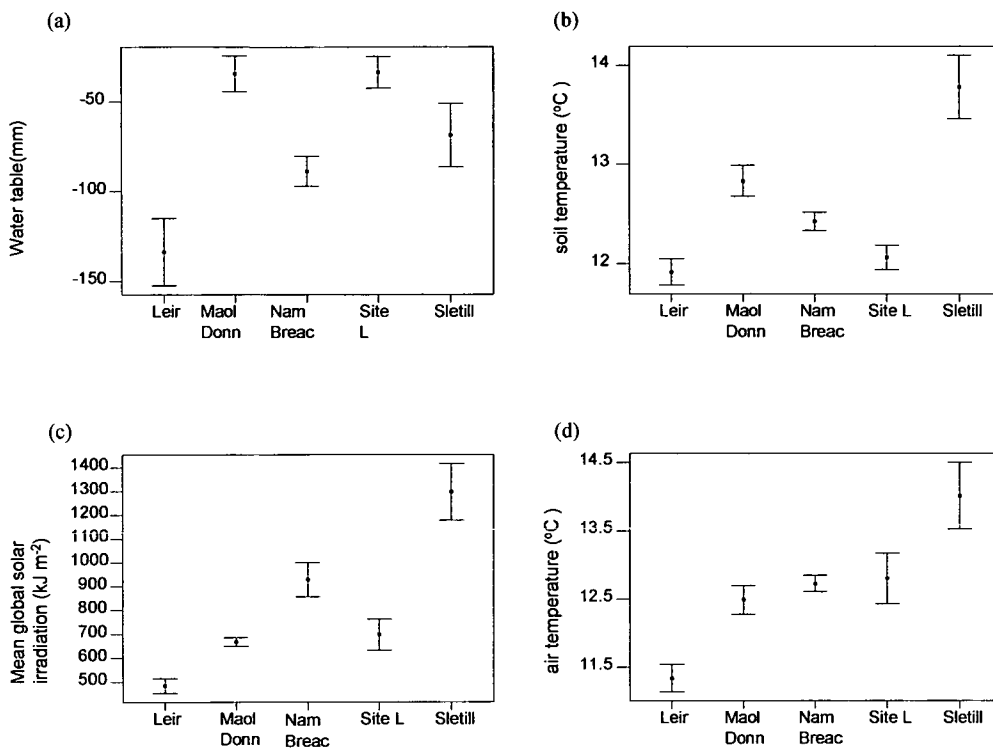 (a)
Water table(mm)
-50
-100
-150
Leir Maol Nam Site Sletill
Donn Breac L
(b)
soil temperature (ºC)
14
13
12
Leir Maol Nam Site L Sletill
Donn Breac
(c)
Mean global solar
irradiation (kJ m-2)
1400
1300
1200
1100
1000
900
800
700
600
500
Leir Maol Nam Site L Sletill
Donn Breac
(d)
air temperature (ºC)
14.5
13.5
12.5
11.5
Leir Maol Nam Site L Sletill
Donn Breac